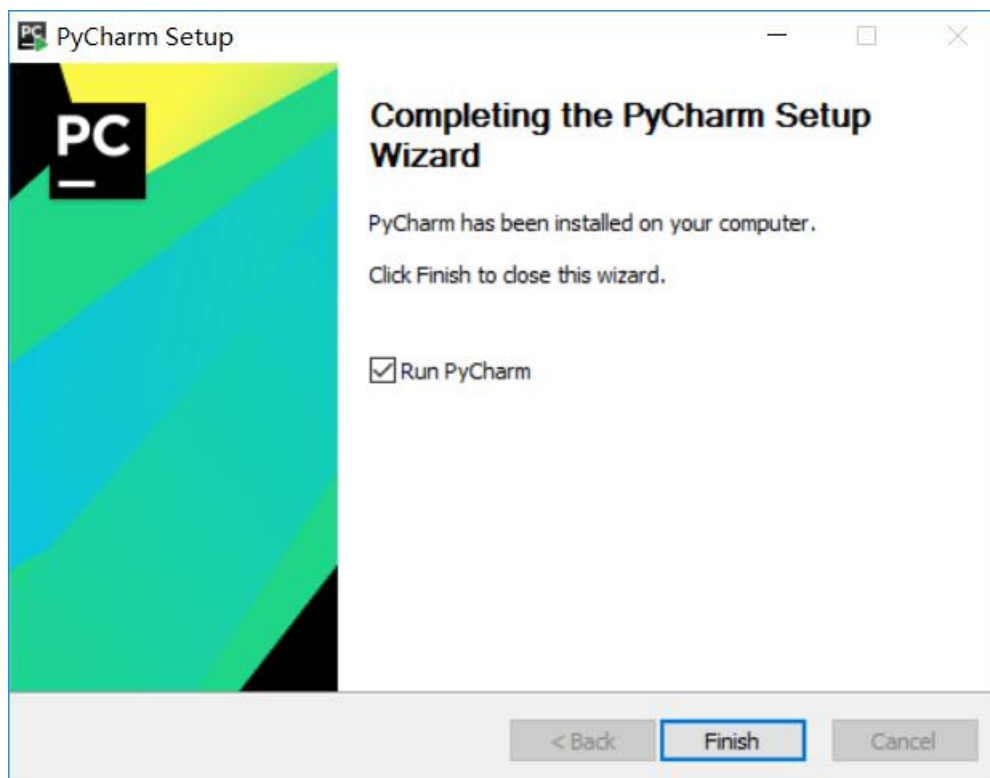 PyCharm Setup
PC
Completing the PyCharm Setup
Wizard
PyCharm has been installed on your computer.
Click Finish to close this wizard.
Run PyCharm
< Back Finish Cancel